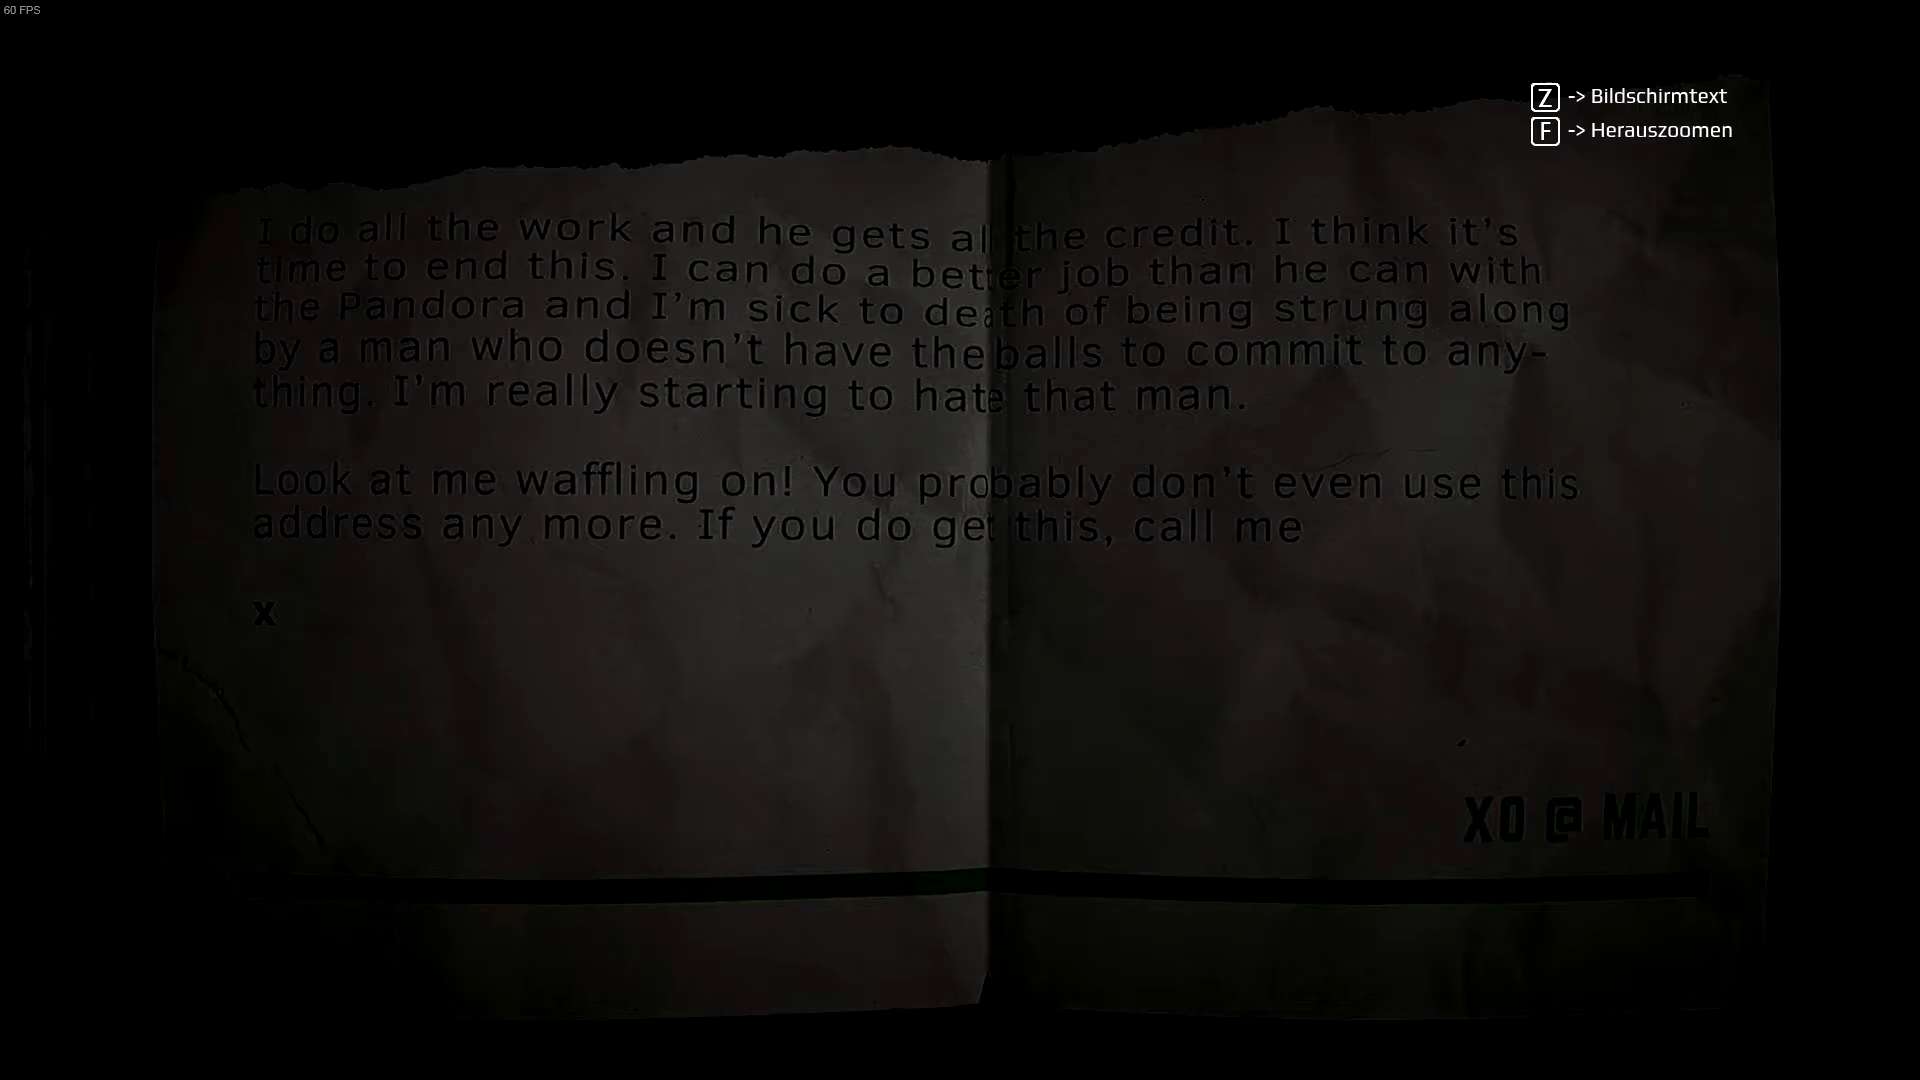 60 FPS
Z -> Bildschirmtext
F -> Herauszoomen
I do all the work and he gets all the credit. I think it's
time to end this. I can do a better job than he can with
the Pandora and I'm sick to death of being strung along
by a man who doesn't have the balls to commit to any-
thing. I'm really starting to hate that man.
Look at me waffling on! You probably don't even use this
address any more. If you do get this, call me
x
XO @ MAIL